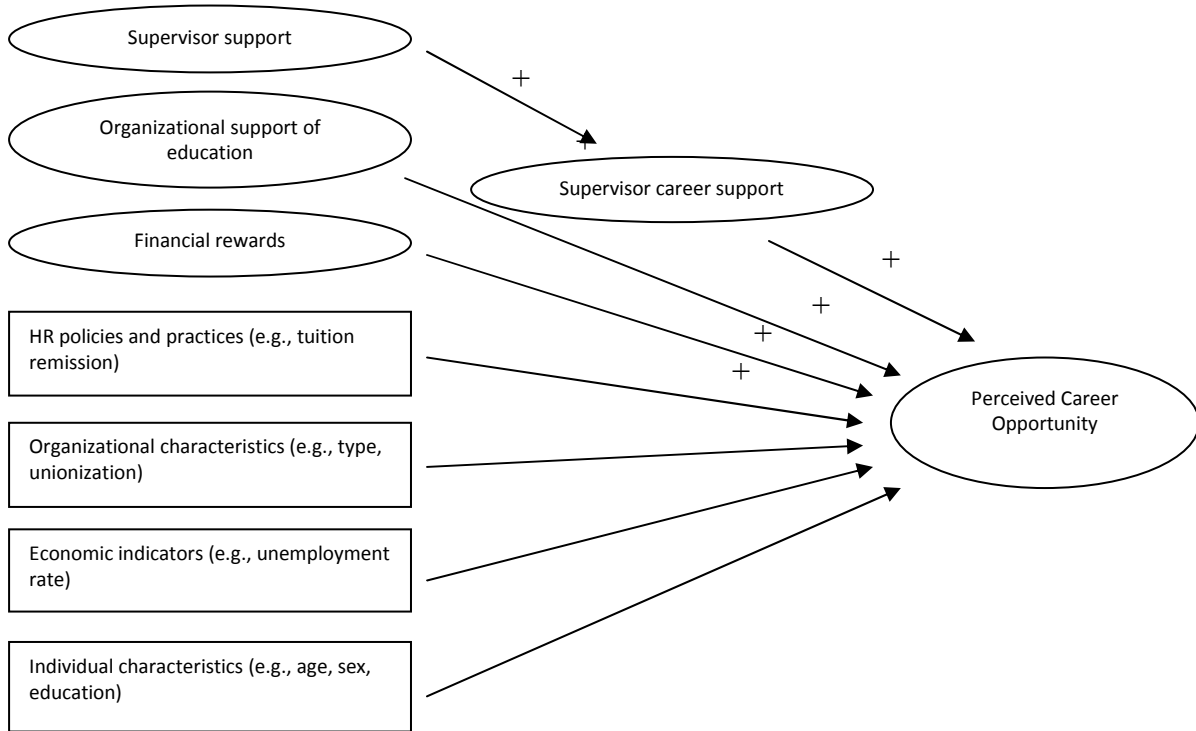 Supervisor support
+
Organizational support of
education
+
Supervisor career support
Financial rewards
+
+
HR policies and practices (e.g., tuition
remission)
+
+
Perceived Career
Opportunity
Organizational characteristics (e.g., type,
unionization)
Economic indicators (e.g., unemployment
rate)
Individual characteristics (e.g., age, sex,
education)